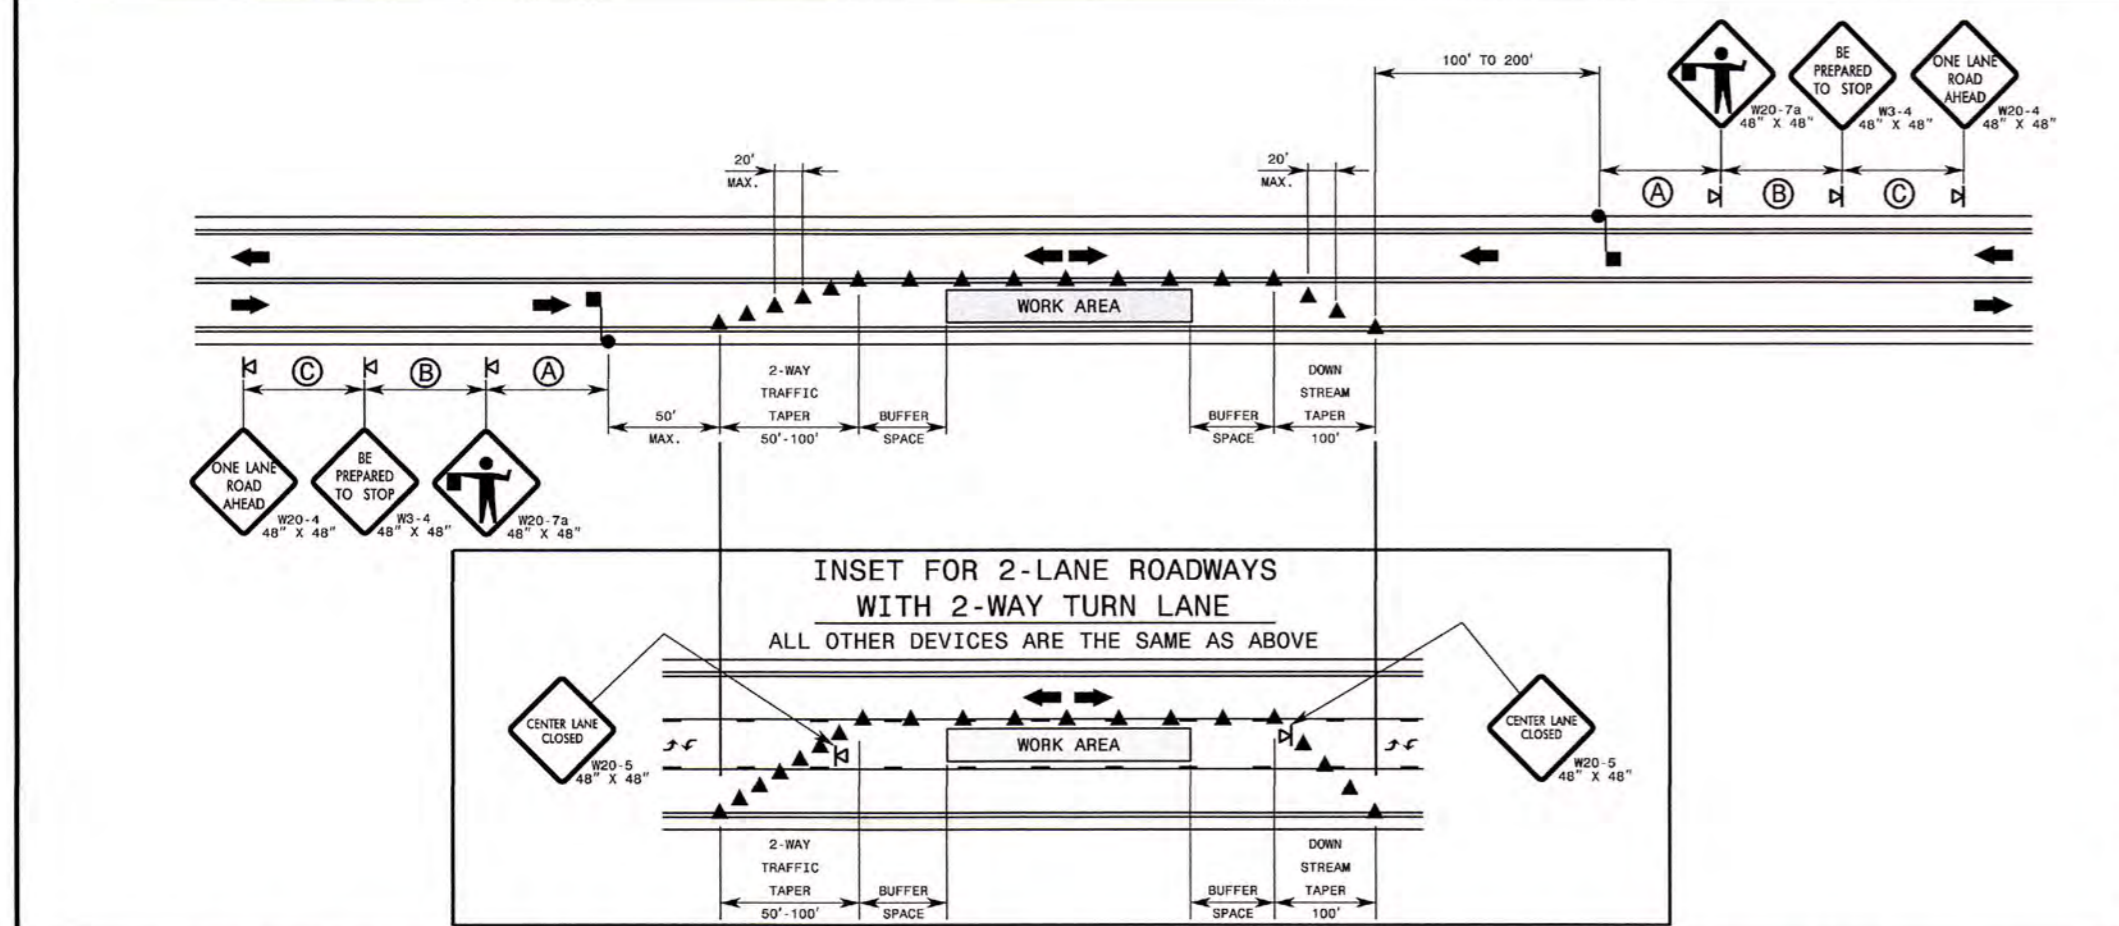 100' TO 200'
BE
PREPARED
TO STOP
ONE LANE
ROAD
AHEAD
W20-7a
48" X 48"
W3-4
48" X 48"
W20-4
48" X 48"
20'
MAX.
20'
MAX.
A
B
C
WORK AREA
C
B
A
50'
MAX.
2-WAY
TRAFFIC
TAPER
50'-100'
BUFFER
SPACE
BUFFER
SPACE
DOWN
STREAM
TAPER
100'
ONE LANE
ROAD
AHEAD
W20-4
48" X 48"
BE
PREPARED
TO STOP
W3-4
48" X 48"
W20-7a
48" X 48"
INSET FOR 2-LANE ROADWAYS
WITH 2-WAY TURN LANE
ALL OTHER DEVICES ARE THE SAME AS ABOVE
CENTER LANE
CLOSED
W20-5
48" X 48"
WORK AREA
CENTER LANE
CLOSED
W20-5
48" X 48"
2-WAY
TRAFFIC
TAPER
50'-100'
BUFFER
SPACE
BUFFER
SPACE
DOWN
STREAM
TAPER
100'